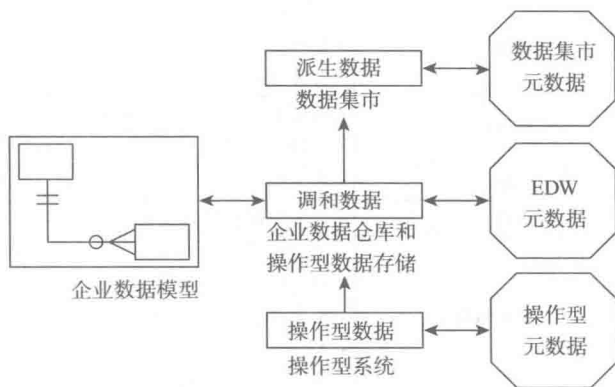 派生数据
数据集市
数据集市
元数据
调和数据
企业数据仓库和
操作型数据存储
EDW
元数据
企业数据模型
操作型数据
操作型系统
操作型
元数据